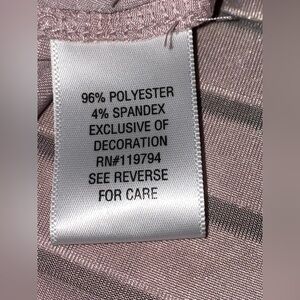 96% POLYESTER
4% SPANDEX
EXCLUSIVE OF
DECORATION
RN#119794
SEE REVERSE
FOR CARE